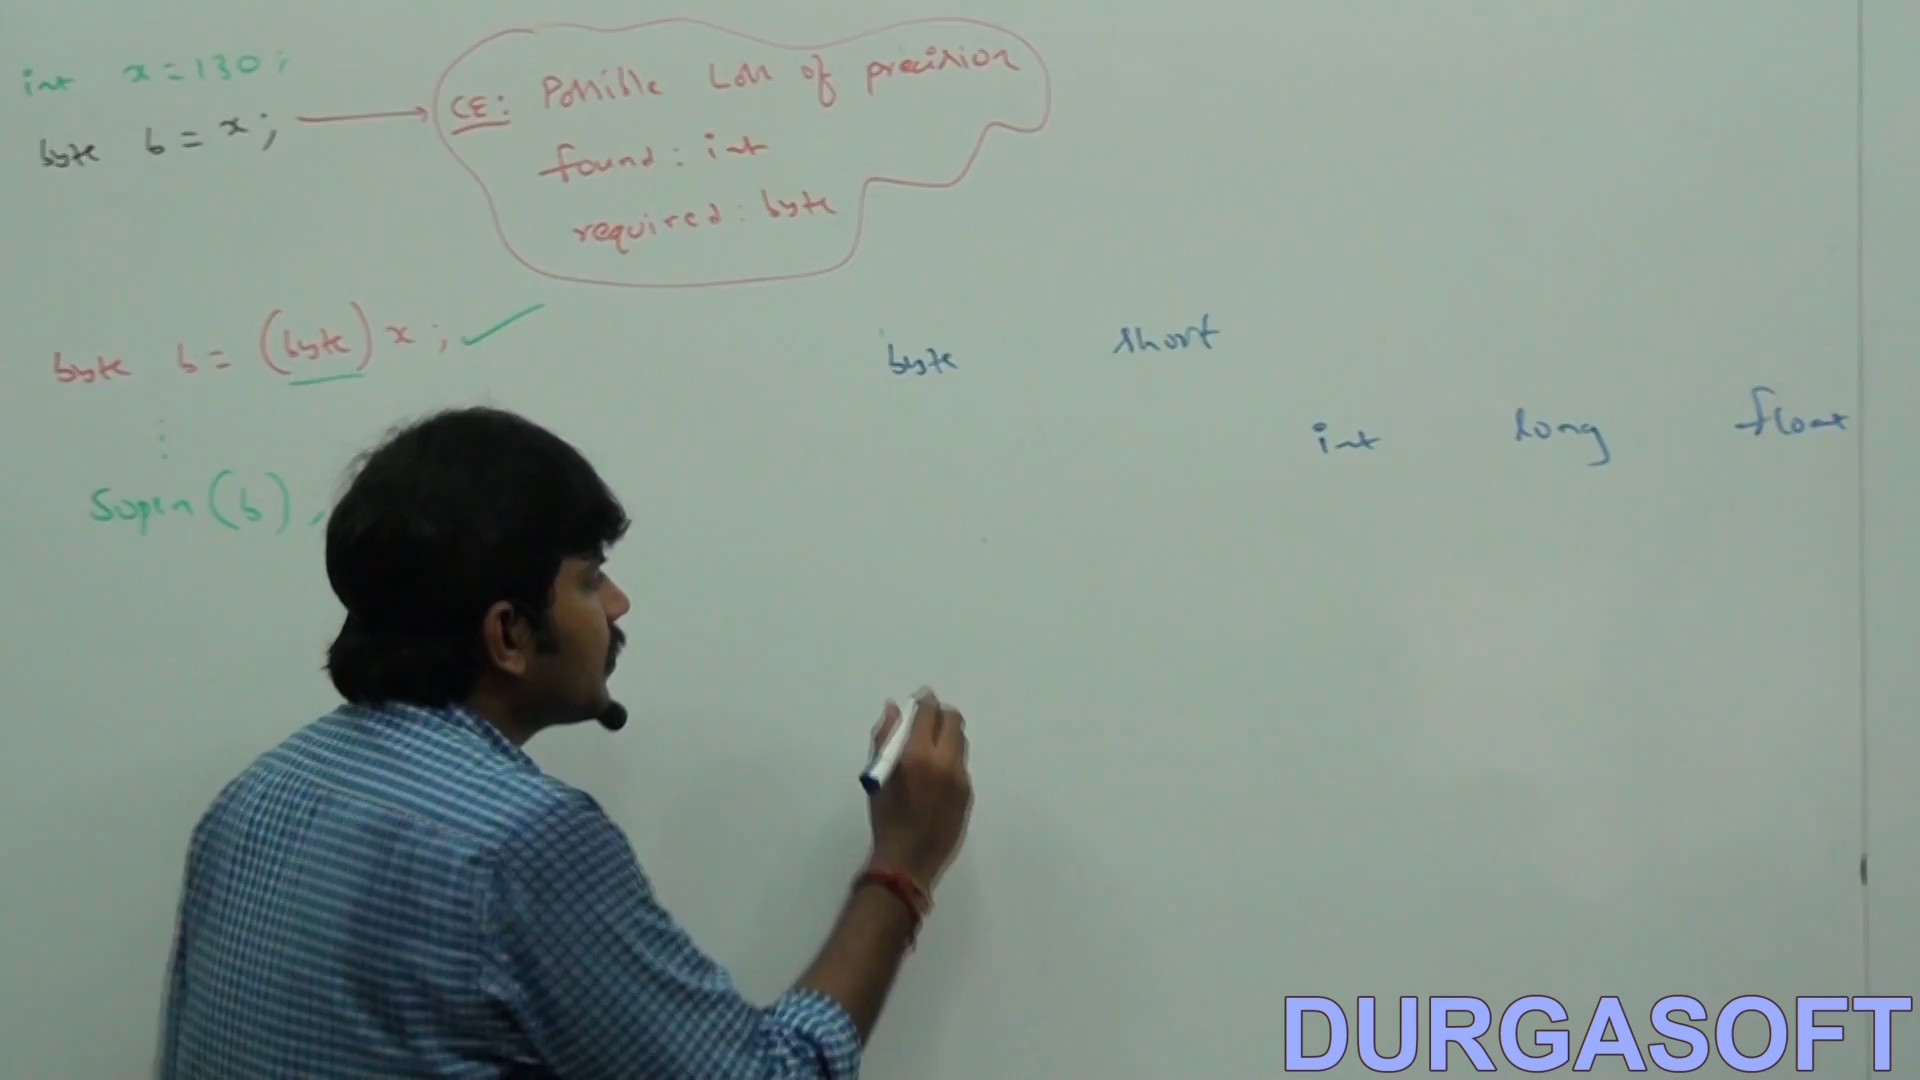 int x=130;
byte b=x;
CE: Possible Loss of precision
found: int
required: byte
byte b= (byte) x;
Sopln (b)
byte short
int long float
DURGASOFT